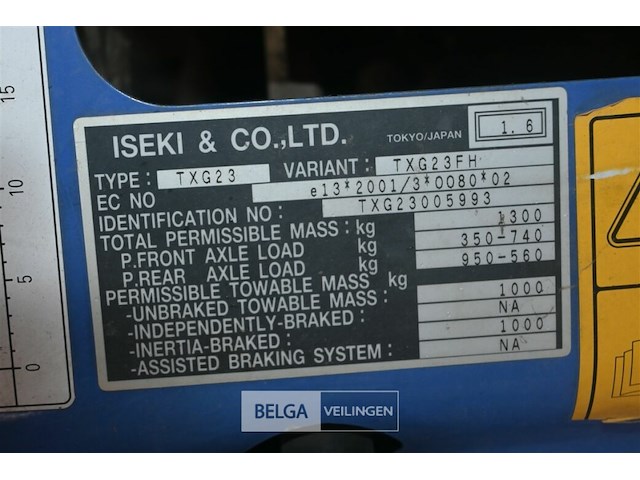 ISEKI & CO.,LTD. TOKYO/JAPAN 1. 6
TYPE : TXG23 VARIANT : TXG23FH
EC NO e13*2001/3*0080*02
IDENTIFICATION NO : TXG23005993
TOTAL PERMISSIBLE MASS : kg 1300
P.FRONT AXLE LOAD kg 350-740
P.REAR AXLE LOAD kg 950-560
PERMISSIBLE TOWABLE MASS kg
-UNBRAKED TOWABLE MASS : 1000
-INDEPENDENTLY-BRAKED : NA
-INERTIA-BRAKED : 1000
-ASSISTED BRAKING SYSTEM : NA
15
5
0
BELGA VEILINGEN